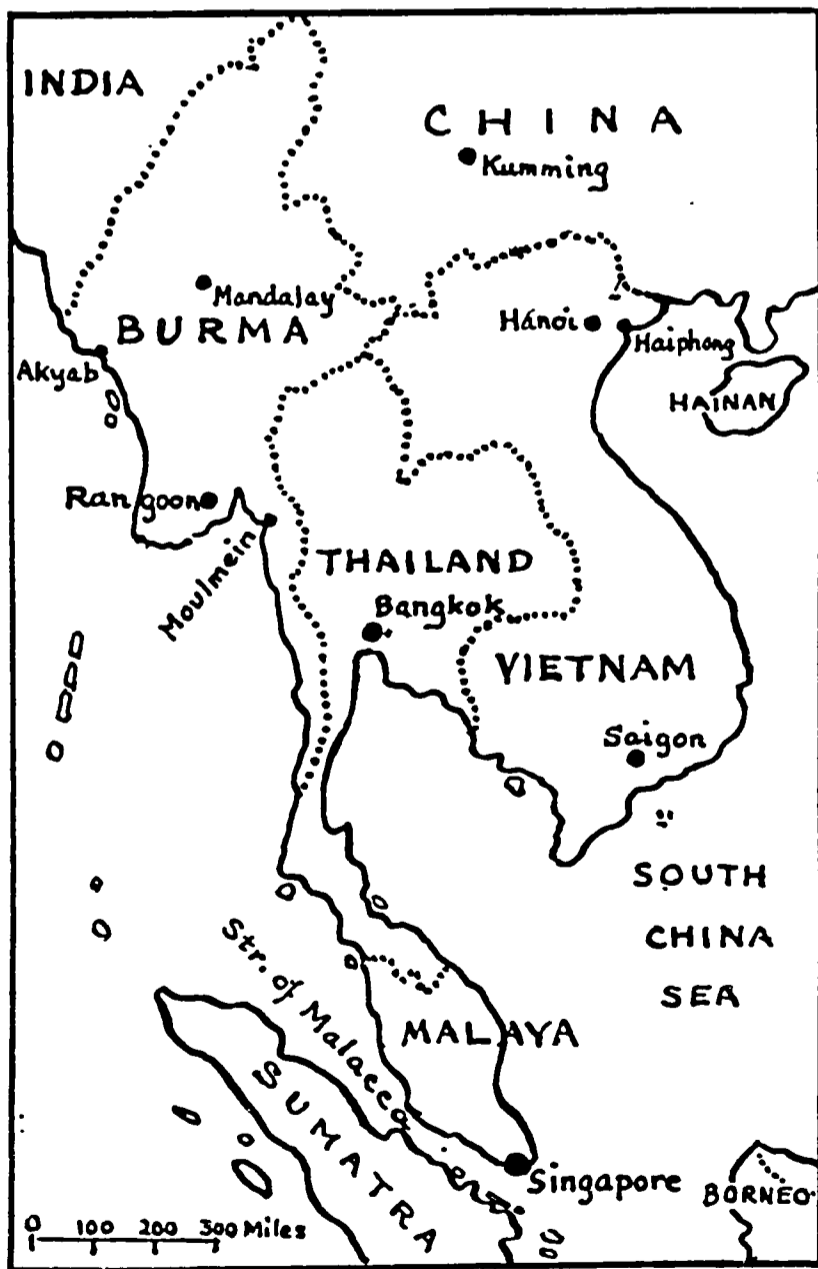 INDIA
CHINA
Kumming
Mandalay
BURMA
Hánoi
Haiphong
Akyab
HAINAN
Rangoon
Moulmein
THAILAND
Bangkok
VIETNAM
Saigon
SOUTH
CHINA
SEA
Str. of Malacca
MALAYA
SUMATRA
Singapore
BORNEO
0 100 200 300 Miles